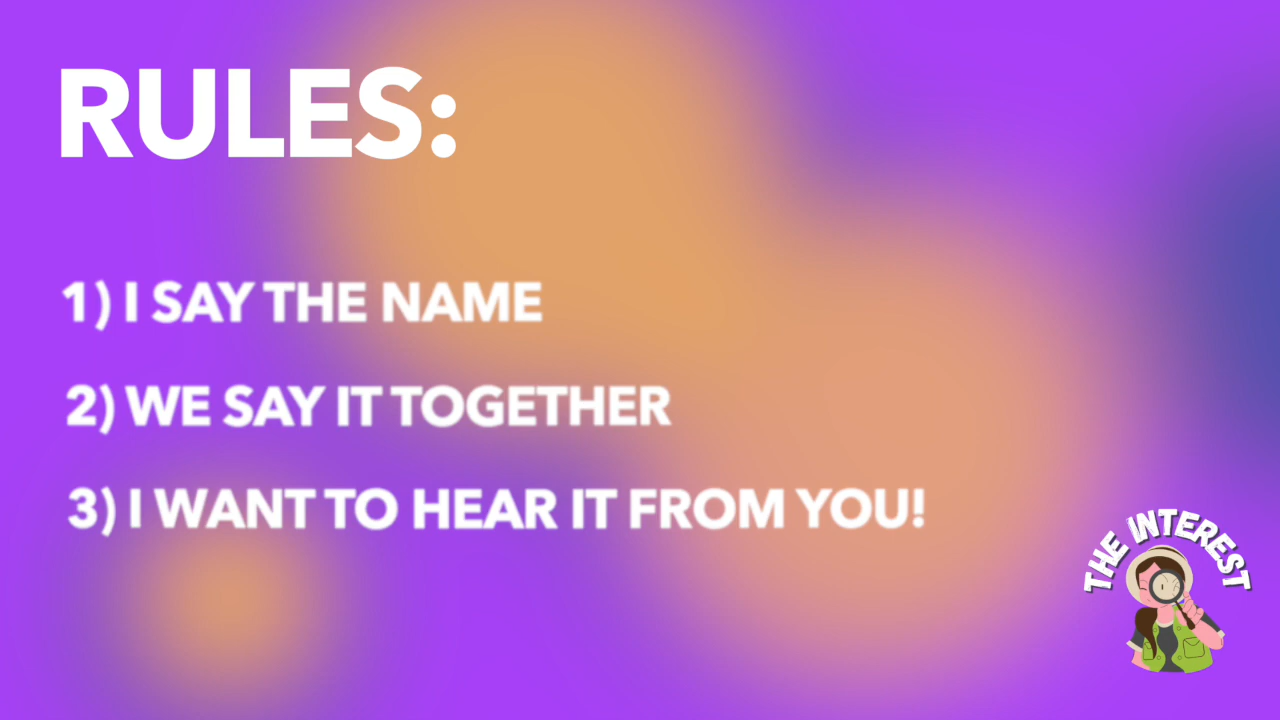 RULES:
1) I SAY THE NAME
2) WE SAY IT TOGETHER
3) I WANT TO HEAR IT FROM YOU!
THE INTEREST